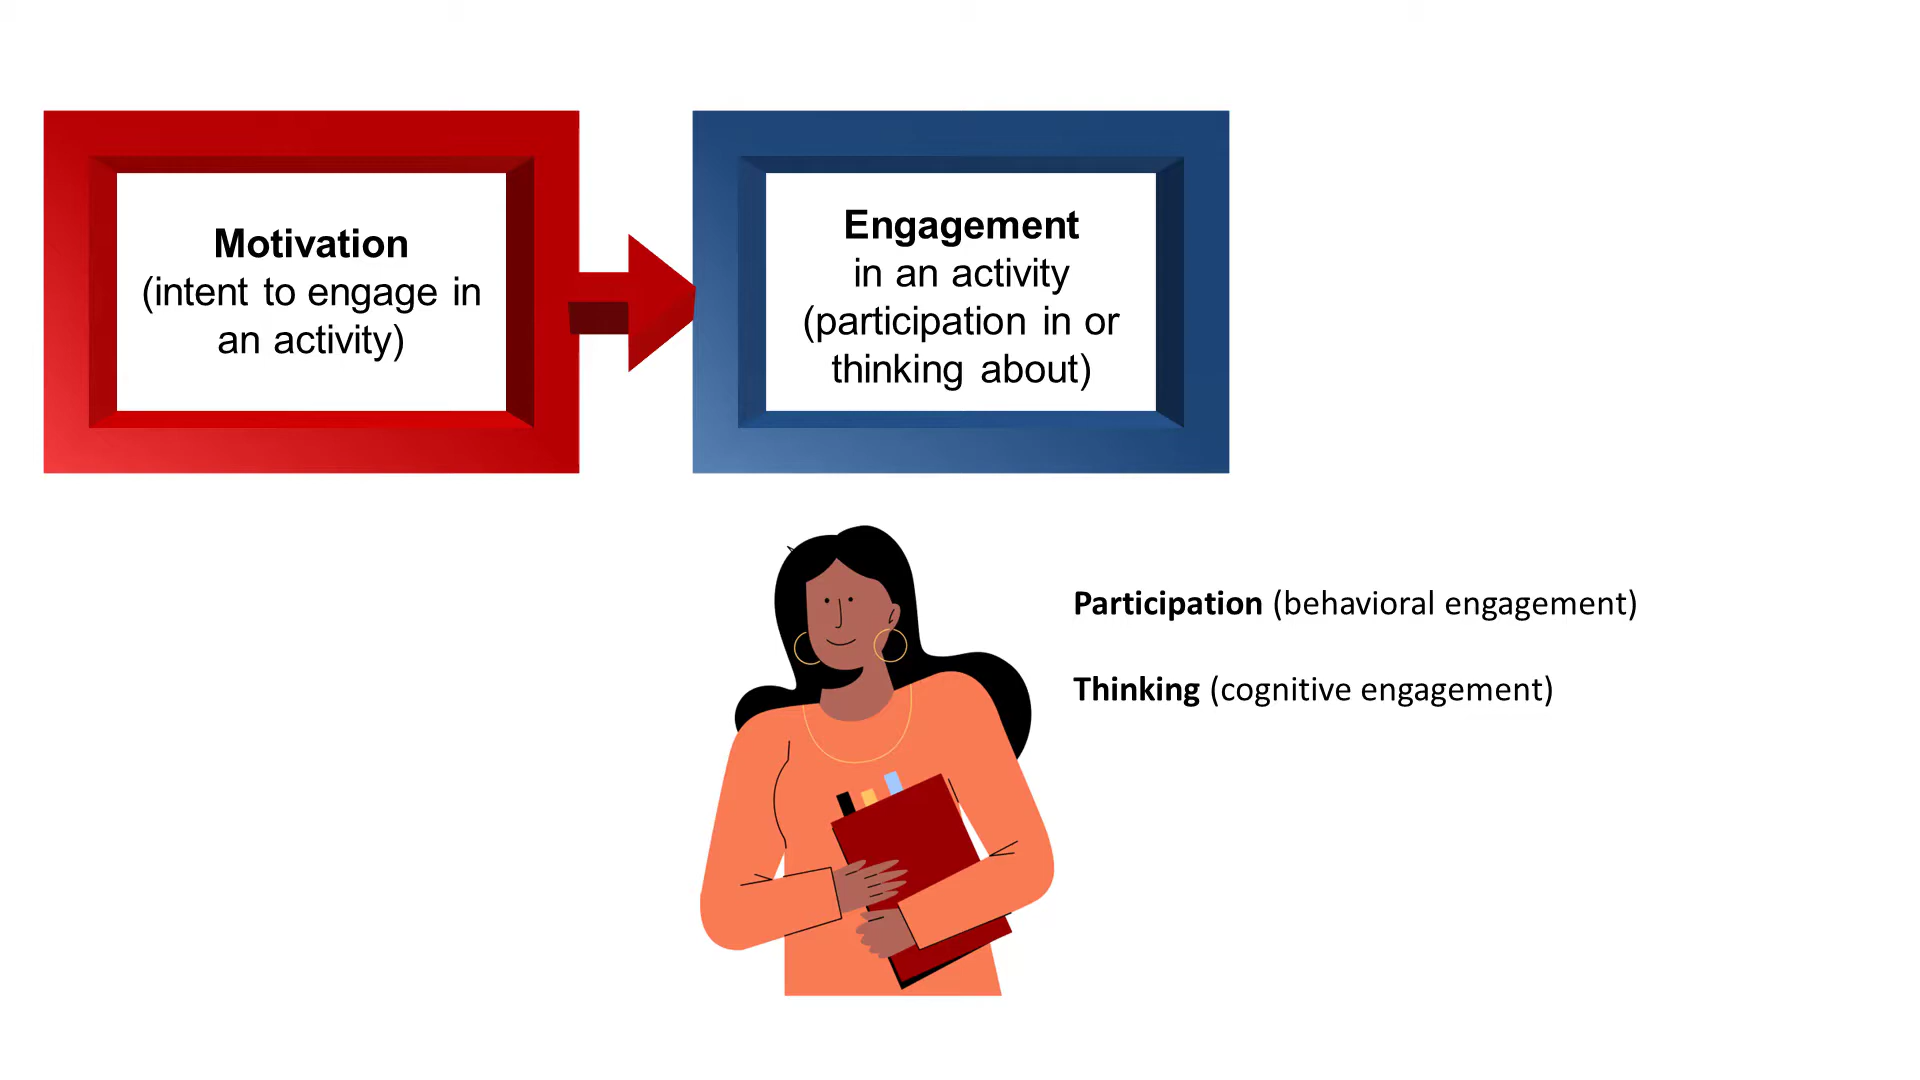 Motivation
(intent to engage in
an activity)
Engagement
in an activity
(participation in or
thinking about)
Participation (behavioral engagement)
Thinking (cognitive engagement)